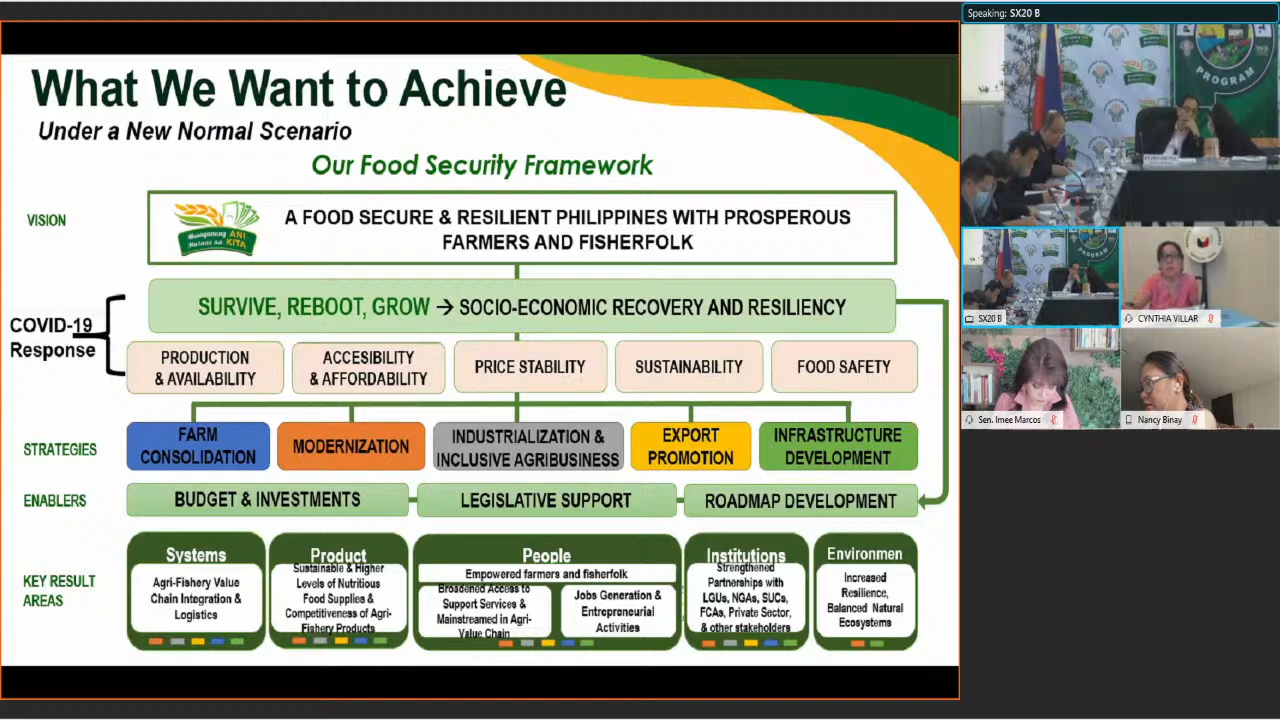 What We Want to Achieve
Under a New Normal Scenario
Our Food Security Framework
VISION
Masaganang ANI
Mataas na KITA
A FOOD SECURE & RESILIENT PHILIPPINES WITH PROSPEROUS
FARMERS AND FISHERFOLK
COVID-19
Response
SURVIVE, REBOOT, GROW → SOCIO-ECONOMIC RECOVERY AND RESILIENCY
PRODUCTION
& AVAILABILITY
ACCESIBILITY
& AFFORDABILITY
PRICE STABILITY
SUSTAINABILITY
FOOD SAFETY
STRATEGIES
FARM
CONSOLIDATION
MODERNIZATION
INDUSTRIALIZATION &
INCLUSIVE AGRIBUSINESS
EXPORT
PROMOTION
INFRASTRUCTURE
DEVELOPMENT
ENABLERS
BUDGET & INVESTMENTS
LEGISLATIVE SUPPORT
ROADMAP DEVELOPMENT
KEY RESULT
AREAS
Systems
Agri-Fishery Value
Chain Integration &
Logistics
Product
Sustainable & Higher
Levels of Nutritious
Food Supplies &
Competitiveness of Agri-
Fishery Products
People
Empowered farmers and fisherfolk
Broadened Access to
Support Services &
Mainstreamed in Agri-
Value Chain
Jobs Generation &
Entrepreneurial
Activities
Institutions
Strengthened
Partnerships with
LGUs, NGAs, SUCs,
FCAs, Private Sector,
& other stakeholders
Environmen
Increased
Resilience,
Balanced Natural
Ecosystems
Speaking: SX20 B
PROGRAM
SX20 B
CYNTHIA VILLAR
Sen. Imee Marcos
Nancy Binay